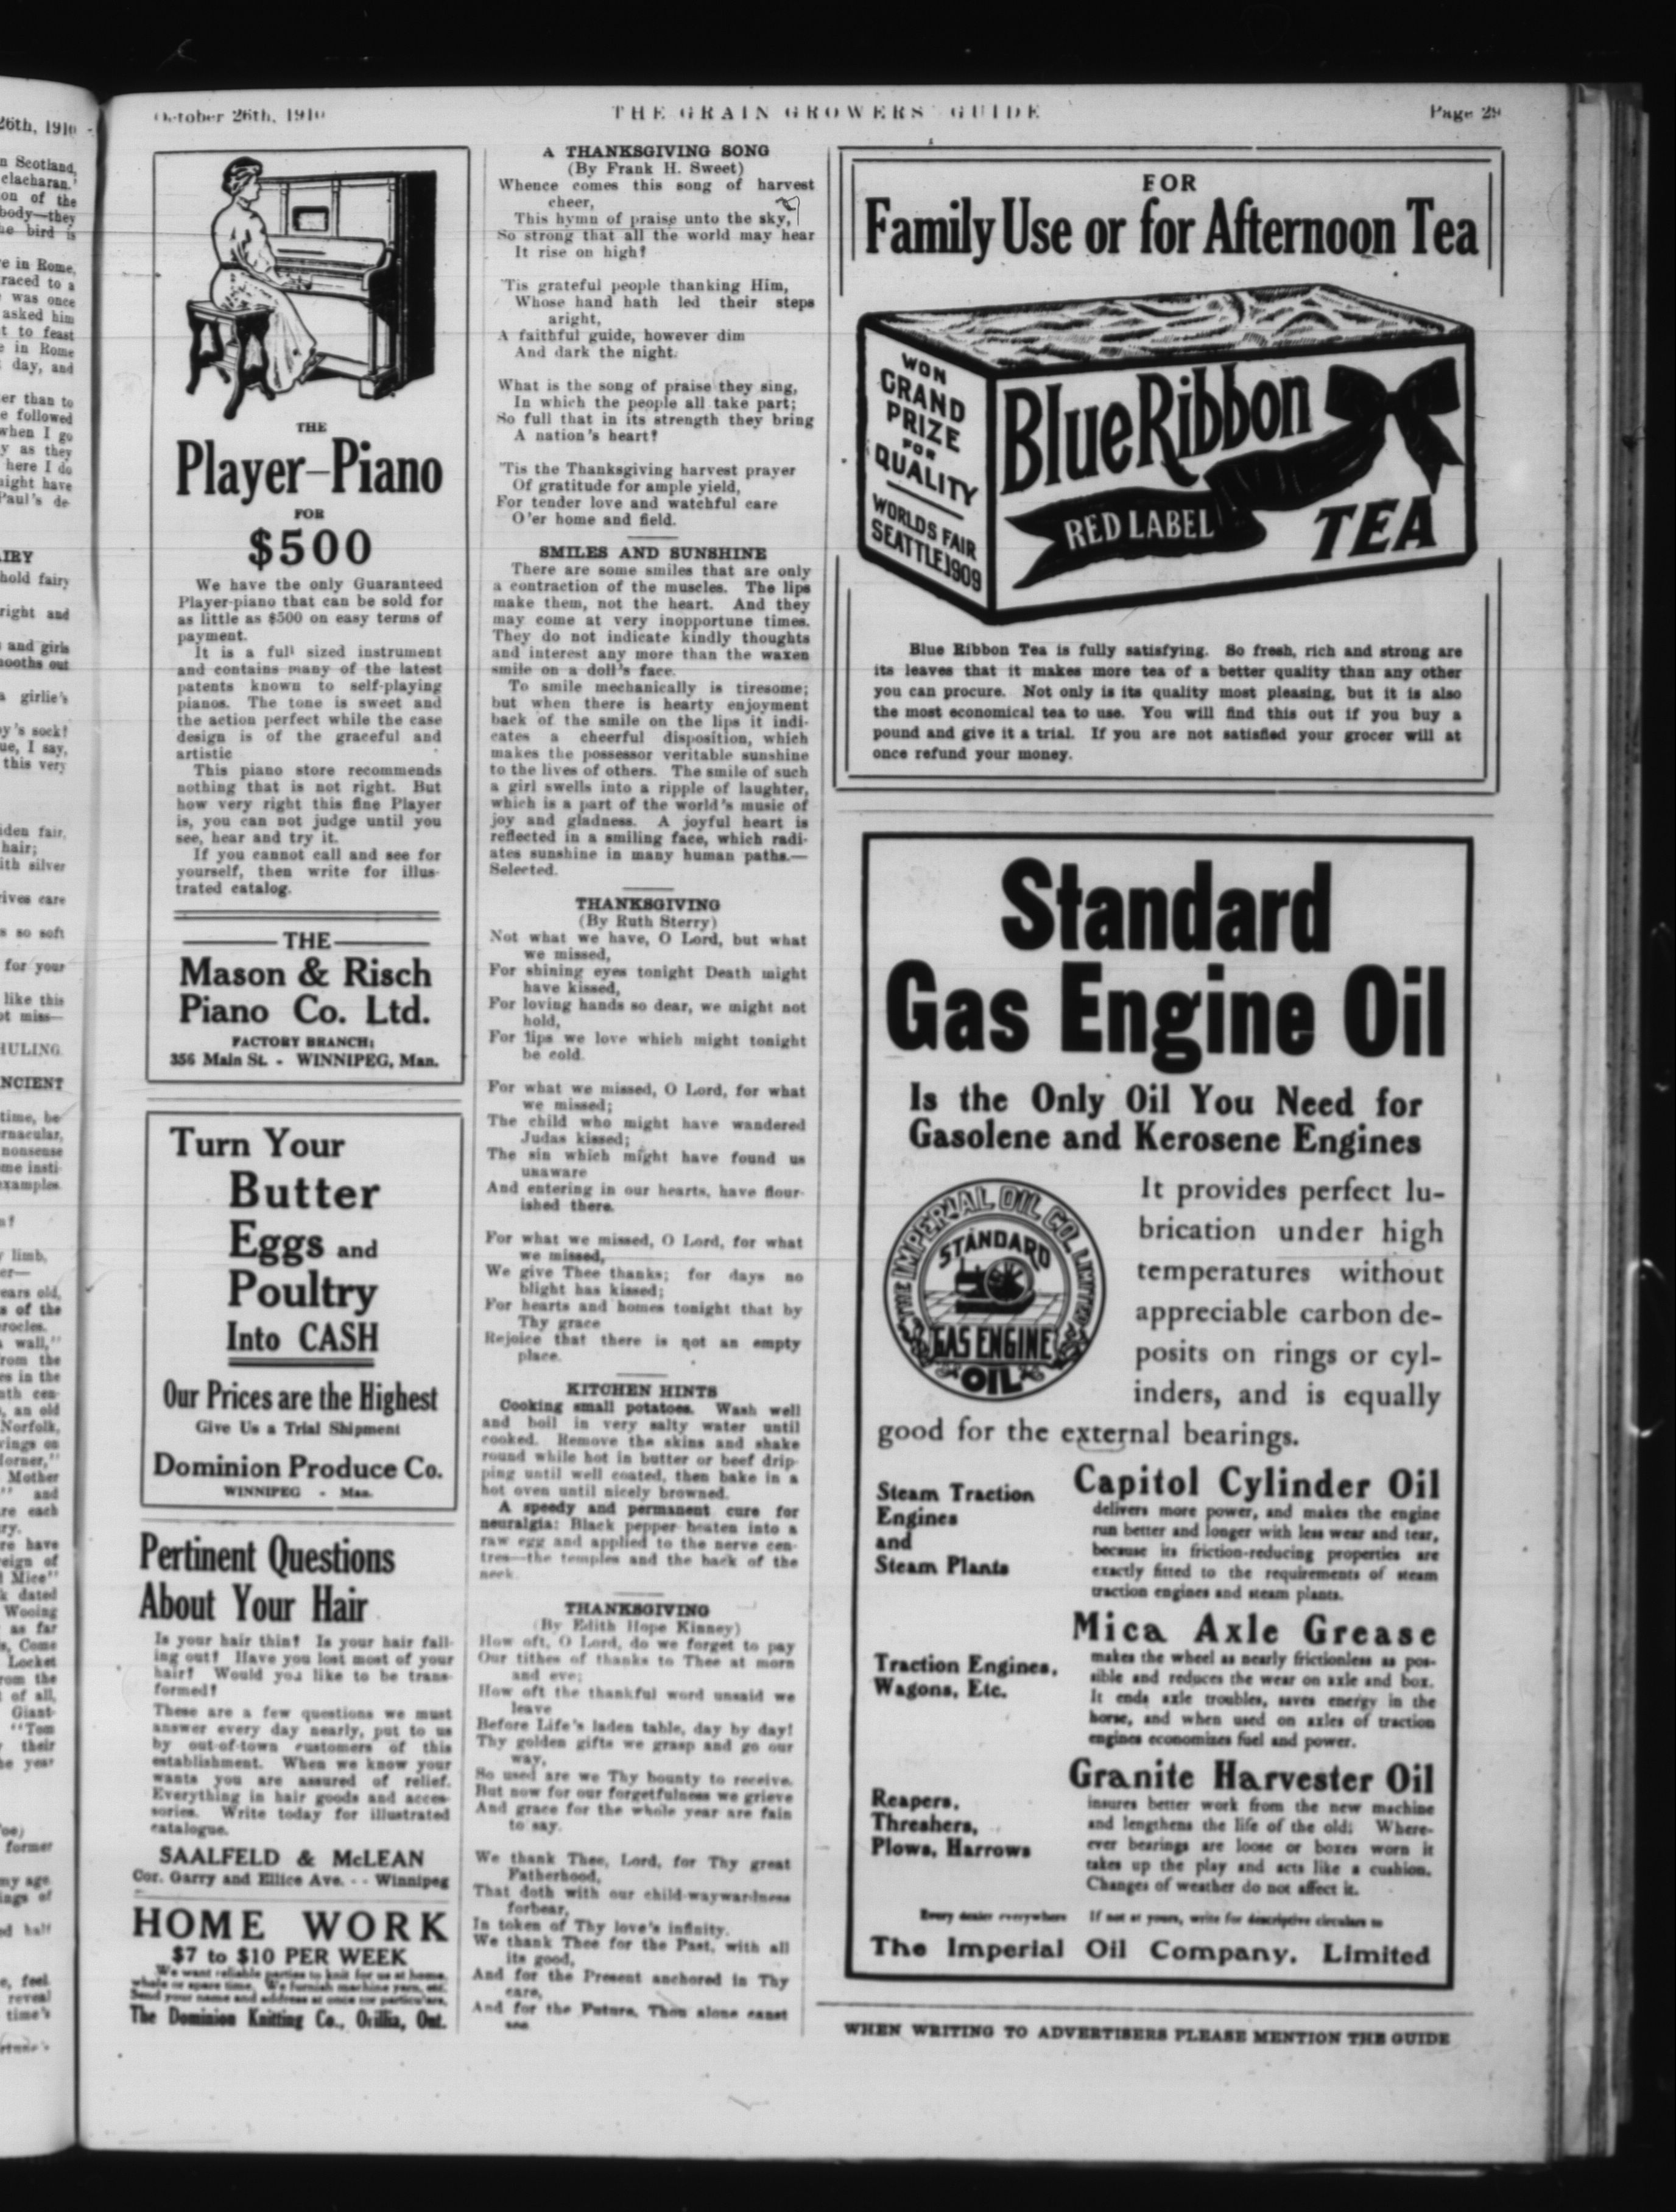 October 26th, 1910
THE GRAIN GROWERS' GUIDE
Page 29
THE
Player-Piano
FOR
$500
We have the only Guaranteed
Player-piano that can be sold for
as little as $500 on easy terms of
payment.
It is a full sized instrument
and contains many of the latest
patents known to self-playing
pianos. The tone is sweet and
the action perfect while the case
design is of the graceful and
artistic
This piano store recommends
nothing that is not right. But
how very right this fine Player
is, you can not judge until you
see, hear and try it.
If you cannot call and see for
yourself, then write for illus-
trated catalog.
THE
Mason & Risch
Piano Co. Ltd.
FACTORY BRANCH:
356 Main St. - WINNIPEG, Man.
Turn Your
Butter
Eggs and
Poultry
Into CASH
Our Prices are the Highest
Give Us a Trial Shipment
Dominion Produce Co.
WINNIPEG - Man.
Pertinent Questions
About Your Hair
Is your hair thin? Is your hair fall-
ing out? Have you lost most of your
hair? Would you like to be trans-
formed?
These are a few questions we must
answer every day nearly, put to us
by out-of-town customers of this
establishment. When we know your
wants you are assured of relief.
Everything in hair goods and acces-
sories. Write today for illustrated
catalogue.
SAALFELD & McLEAN
Cor. Garry and Ellice Ave. - - Winnipeg
HOME WORK
$7 to $10 PER WEEK
We want reliable parties to knit for us at home,
whole or spare time. We furnish machine yarn, etc.
Send your name and address at once for particulars.
The Dominion Knitting Co., Orillia, Ont.
A THANKSGIVING SONG
(By Frank H. Sweet)
Whence comes this song of harvest
cheer,
This hymn of praise unto the sky,
So strong that all the world may hear
It rise on high?
'Tis grateful people thanking Him,
Whose hand hath led their steps
aright,
A faithful guide, however dim
And dark the night.
What is the song of praise they sing,
In which the people all take part;
So full that in its strength they bring
A nation's heart?
'Tis the Thanksgiving harvest prayer
Of gratitude for ample yield,
For tender love and watchful care
O'er home and field.
SMILES AND SUNSHINE
There are some smiles that are only
a contraction of the muscles. The lips
make them, not the heart. And they
may come at very inopportune times.
They do not indicate kindly thoughts
and interest any more than the waxen
smile on a doll's face.
To smile mechanically is tiresome;
but when there is hearty enjoyment
back of the smile on the lips it indi-
cates a cheerful disposition, which
makes the possessor veritable sunshine
to the lives of others. The smile of such
a girl swells into a ripple of laughter,
which is a part of the world's music of
joy and gladness. A joyful heart is
reflected in a smiling face, which radi-
ates sunshine in many human paths.—
Selected.
THANKSGIVING
(By Ruth Sterry)
Not what we have, O Lord, but what
we missed,
For shining eyes tonight Death might
have kissed,
For loving hands so dear, we might not
hold,
For lips we love which might tonight
be cold.
For what we missed, O Lord, for what
we missed;
The child who might have wandered
Judas kissed;
The sin which might have found us
unaware
And entering in our hearts, have flour-
ished there.
For what we missed, O Lord, for what
we missed,
We give Thee thanks; for days no
blight has kissed;
For hearts and homes tonight that by
Thy grace
Rejoice that there is not an empty
place.
KITCHEN HINTS
Cooking small potatoes. Wash well
and boil in very salty water until
cooked. Remove the skins and shake
round while hot in butter or beef drip-
ping until well coated, then bake in a
hot oven until nicely browned.
A speedy and permanent cure for
neuralgia: Black pepper beaten into a
raw egg and applied to the nerve cen-
tres—the temples and the back of the
neck.
THANKSGIVING
(By Edith Hope Kinney)
How oft, O Lord, do we forget to pay
Our tithes of thanks to Thee at morn
and eve;
How oft the thankful word unsaid we
leave
Before Life's laden table, day by day!
Thy golden gifts we grasp and go our
way,
So used are we Thy bounty to receive.
But now for our forgetfulness we grieve
And grace for the whole year are fain
to say.
We thank Thee, Lord, for Thy great
Fatherhood,
That doth with our child-waywardness
forbear,
In token of Thy love's infinity.
We thank Thee for the Past, with all
its good,
And for the Present anchored in Thy
care,
And for the Future, Thou alone canst
see.
FOR
Family Use or for Afternoon Tea
WON
GRAND
PRIZE
FOR
QUALITY
WORLDS FAIR
SEATTLE 1909
Blue Ribbon
RED LABEL
TEA
Blue Ribbon Tea is fully satisfying. So fresh, rich and strong are
its leaves that it makes more tea of a better quality than any other
you can procure. Not only is its quality most pleasing, but it is also
the most economical tea to use. You will find this out if you buy a
pound and give it a trial. If you are not satisfied your grocer will at
once refund your money.
Standard
Gas Engine Oil
Is the Only Oil You Need for
Gasolene and Kerosene Engines
THE IMPERIAL OIL CO. LIMITED
STANDARD
GAS ENGINE
OIL
It provides perfect lu-
brication under high
temperatures without
appreciable carbon de-
posits on rings or cyl-
inders, and is equally
good for the external bearings.
Steam Traction
Engines
and
Steam Plants
Capitol Cylinder Oil
delivers more power, and makes the engine
run better and longer with less wear and tear,
because its friction-reducing properties are
exactly fitted to the requirements of steam
traction engines and steam plants.
Traction Engines,
Wagons, Etc.
Mica Axle Grease
makes the wheel as nearly frictionless as pos-
sible and reduces the wear on axle and box.
It ends axle troubles, saves energy in the
horse, and when used on axles of traction
engines economizes fuel and power.
Reapers,
Threshers,
Plows, Harrows
Granite Harvester Oil
insures better work from the new machine
and lengthens the life of the old: Where-
ever bearings are loose or boxes worn it
takes up the play and acts like a cushion.
Changes of weather do not affect it.
Every dealer everywhere If not at yours, write for descriptive circulars to
The Imperial Oil Company, Limited
WHEN WRITING TO ADVERTISERS PLEASE MENTION THE GUIDE